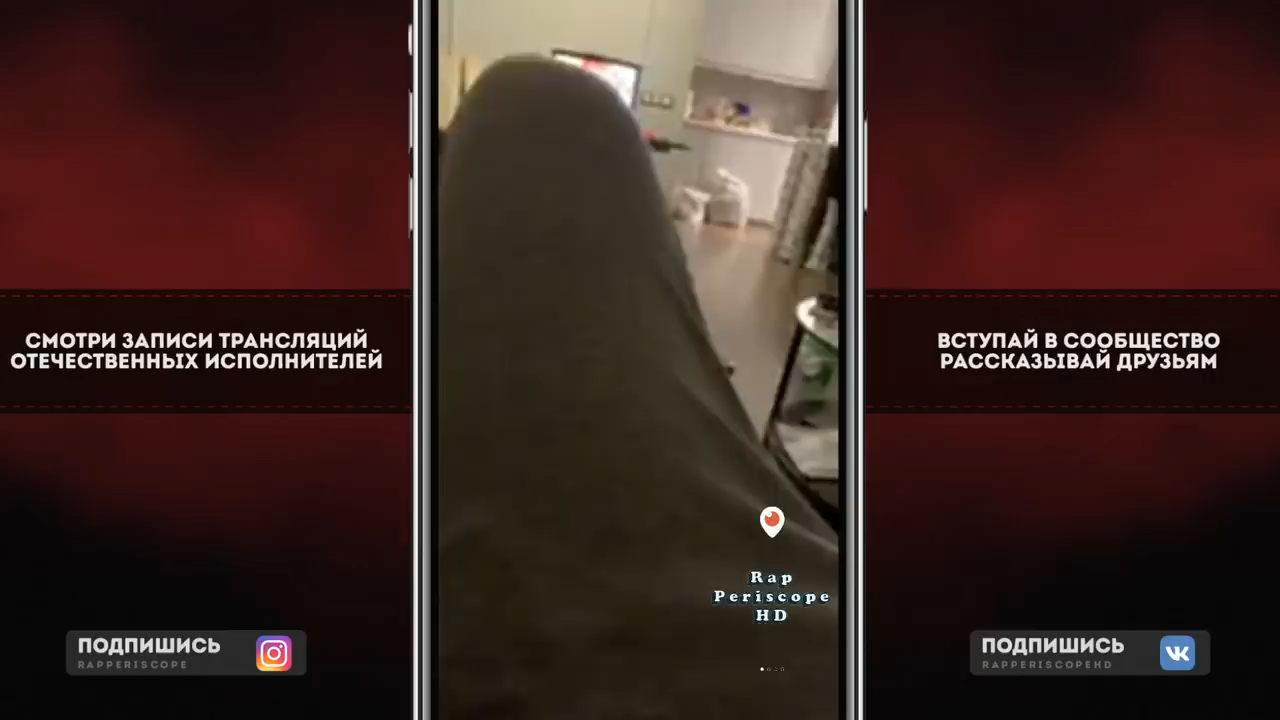 СМОТРИ ЗАПИСИ ТРАНСЛЯЦИЙ
ОТЕЧЕСТВЕННЫХ ИСПОЛНИТЕЛЕЙ
ВСТУПАЙ В СООБЩЕСТВО
РАССКАЗЫВАЙ ДРУЗЬЯМ
Rap
Periscope
HD
ПОДПИШИСЬ
RAPPERISCOPE
ПОДПИШИСЬ
RAPPERISCOPEHD